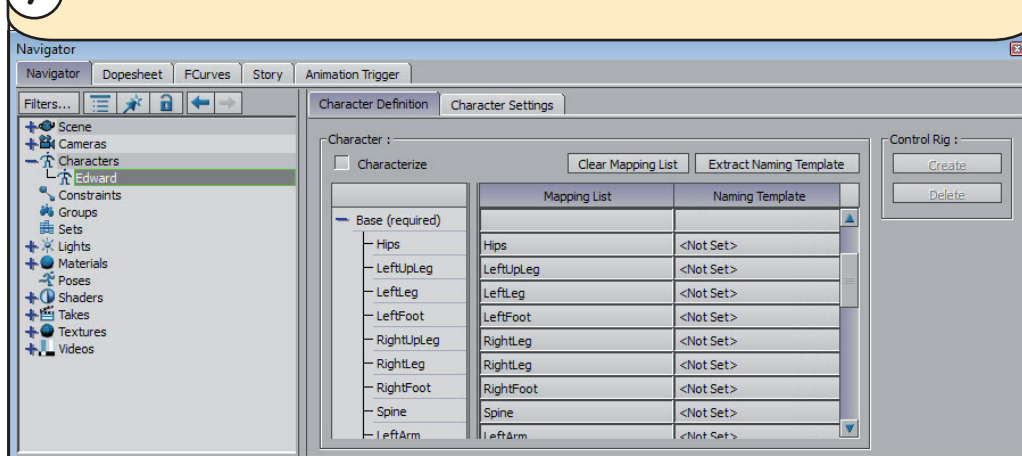 Navigator
Navigator Dopesheet FCurves Story Animation Trigger
Filters... Character Definition Character Settings
Scene
Cameras
Characters
Edward
Constraints
Groups
Sets
Lights
Materials
Poses
Shaders
Takes
Textures
Videos
Character : Control Rig :
Characterize Clear Mapping List Extract Naming Template Create
Delete
Mapping List Naming Template
Base (required)
Hips Hips <Not Set>
LeftUpLeg LeftUpLeg <Not Set>
LeftLeg LeftLeg <Not Set>
LeftFoot LeftFoot <Not Set>
RightUpLeg RightLeg <Not Set>
RightLeg RightLeg <Not Set>
RightFoot RightFoot <Not Set>
Spine Spine <Not Set>
LeftArm LeftArm <Not Set>